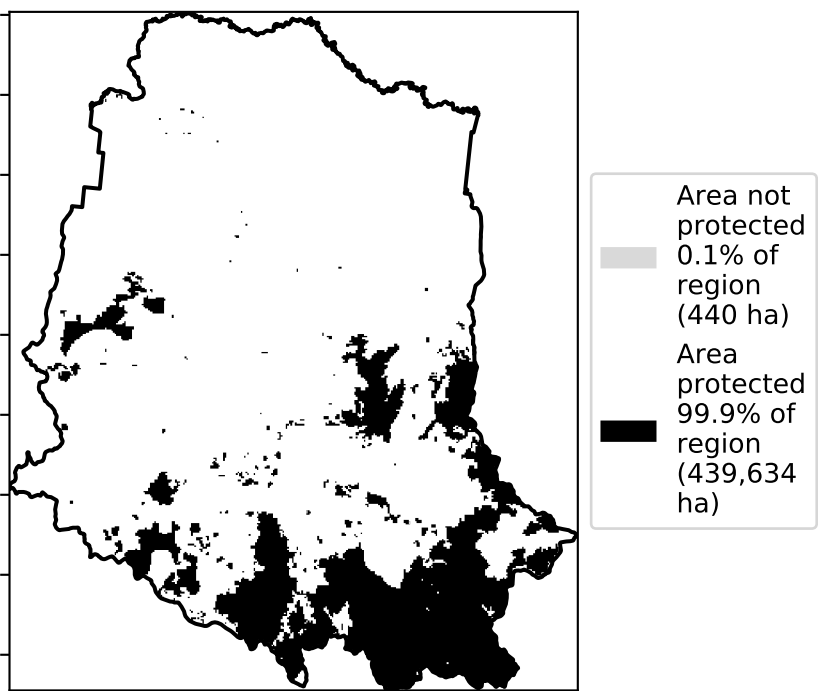 Area not
protected
0.1% of
region
(440 ha)
Area
protected
99.9% of
region
(439,634
ha)